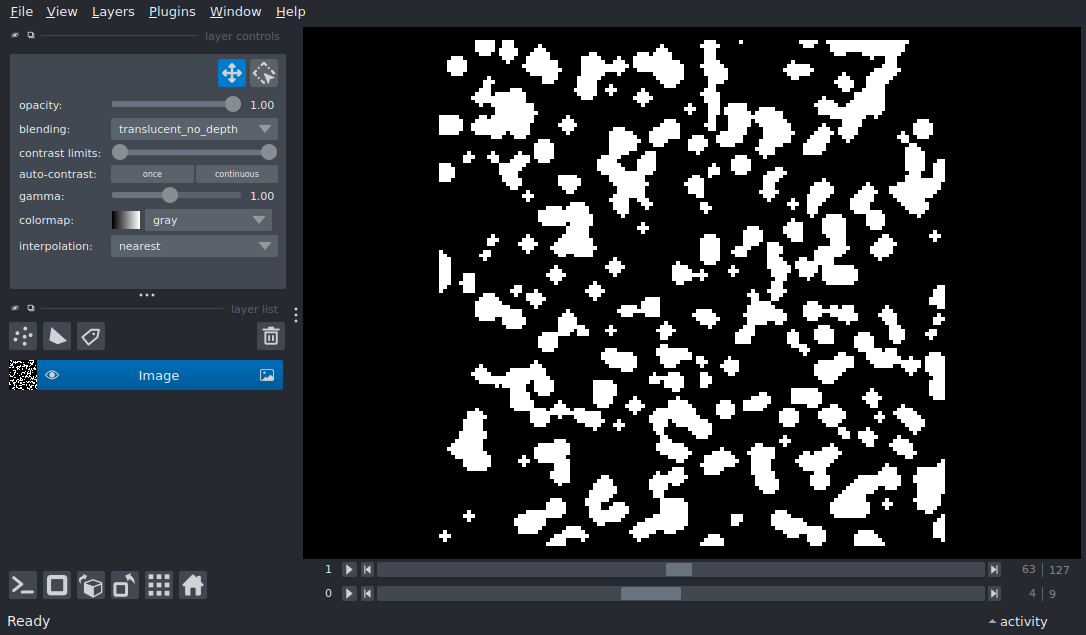 File View Layers Plugins Window Help
layer controls
opacity: 1.00
blending: translucent_no_depth
contrast limits:
auto-contrast: once continuous
gamma: 1.00
colormap: gray
interpolation: nearest
layer list
Image
1 63 127
0 4 9
Ready activity